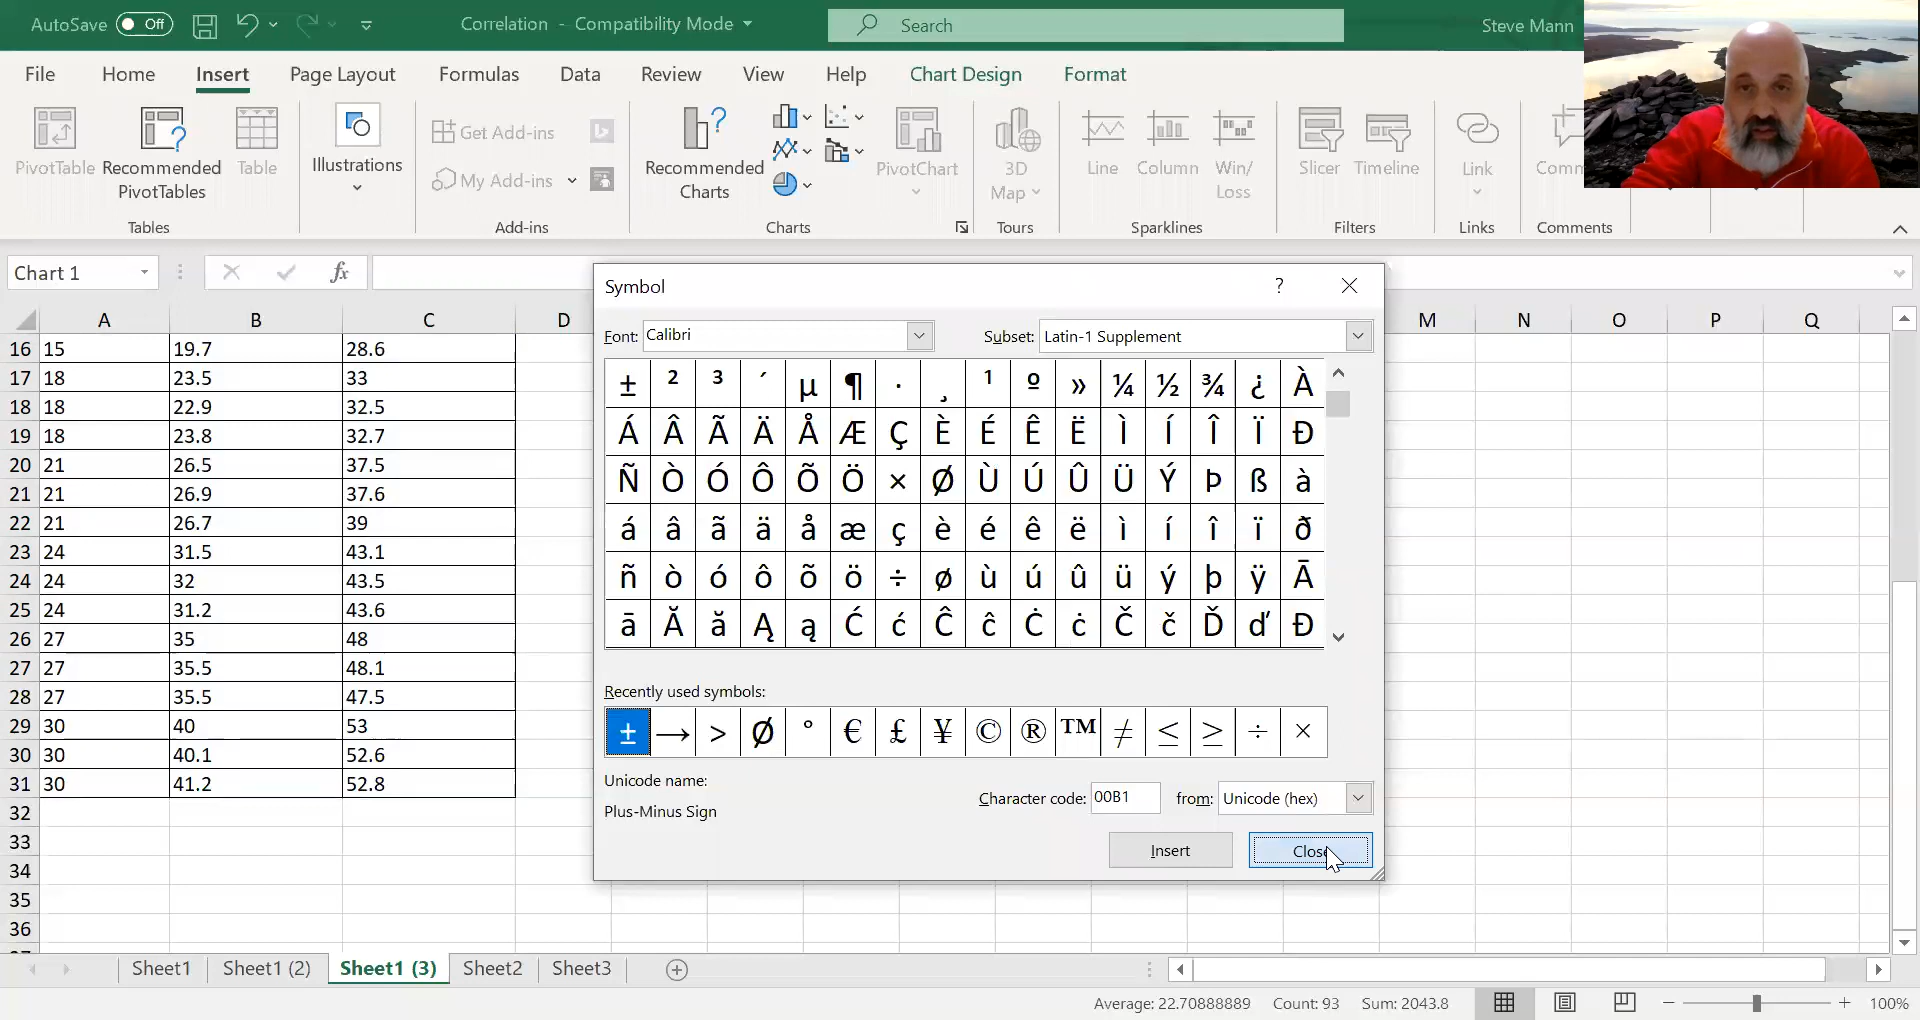 AutoSave Off Correlation - Compatibility Mode Search Steve Mann
File Home Insert Page Layout Formulas Data Review View Help Chart Design Format
PivotTable Recommended PivotTables Table Illustrations Get Add-ins My Add-ins Recommended Charts PivotChart 3D Map Line Column Win/Loss Slicer Timeline Link
Tables Add-ins Charts Tours Sparklines Filters Links Comments
Chart 1 fx
A B C D M N O P Q
16 15 19.7 28.6
17 18 23.5 33
18 18 22.9 32.5
19 18 23.8 32.7
20 21 26.5 37.5
21 21 26.9 37.6
22 21 26.7 39
23 24 31.5 43.1
24 24 32 43.5
25 24 31.2 43.6
26 27 35 48
27 27 35.5 48.1
28 27 35.5 47.5
29 30 40 53
30 30 40.1 52.6
31 30 41.2 52.8
32
33
34
35
36
Symbol ?
Font: Calibri Subset: Latin-1 Supplement
± ² ³ ´ µ ¶ · ¸ ¹ º » ¼ ½ ¾ ¿ À
Á Â Ã Ä Å Æ Ç È É Ê Ë Ì Í Î Ï Ð
Ñ Ò Ó Ô Õ Ö × Ø Ù Ú Û Ü Ý Þ ß à
á â ã ä å æ ç è é ê ë ì í î ï ð
ñ ò ó ô õ ö ÷ ø ù ú û ü ý þ ÿ Ā
ā Ă ă Ą ą Ć ć Ĉ ĉ Ċ ċ Č č Ď ď Đ
Recently used symbols:
± → > Ø ° € £ ¥ © ® ™ ≠ ≤ ≥ ÷ ×
Unicode name:
Plus-Minus Sign
Character code: 00B1 from: Unicode (hex)
Insert Close
Sheet1 Sheet1 (2) Sheet1 (3) Sheet2 Sheet3
Average: 22.70888889 Count: 93 Sum: 2043.8 100%